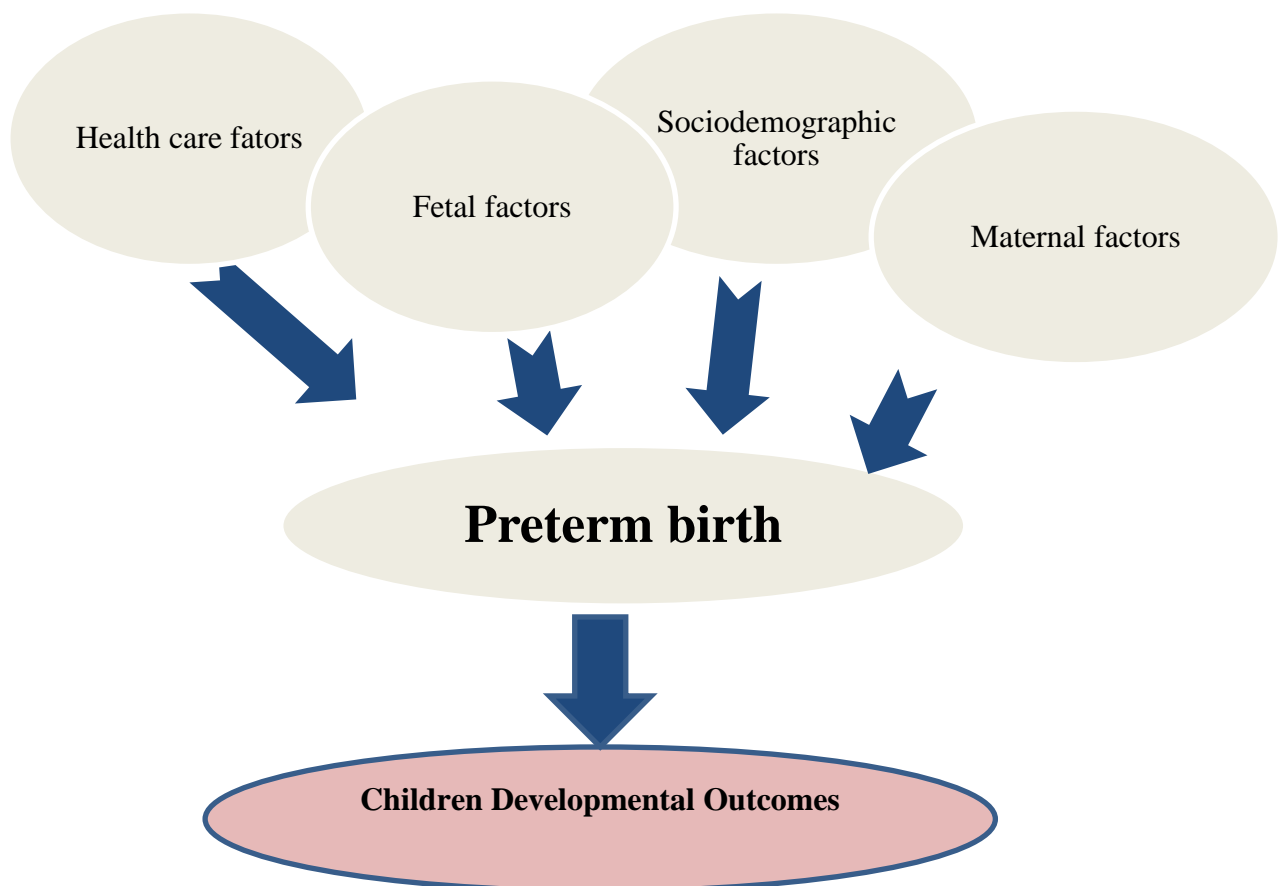 Health care fators
Fetal factors
Sociodemographic
factors
Maternal factors
Preterm birth
Children Developmental Outcomes